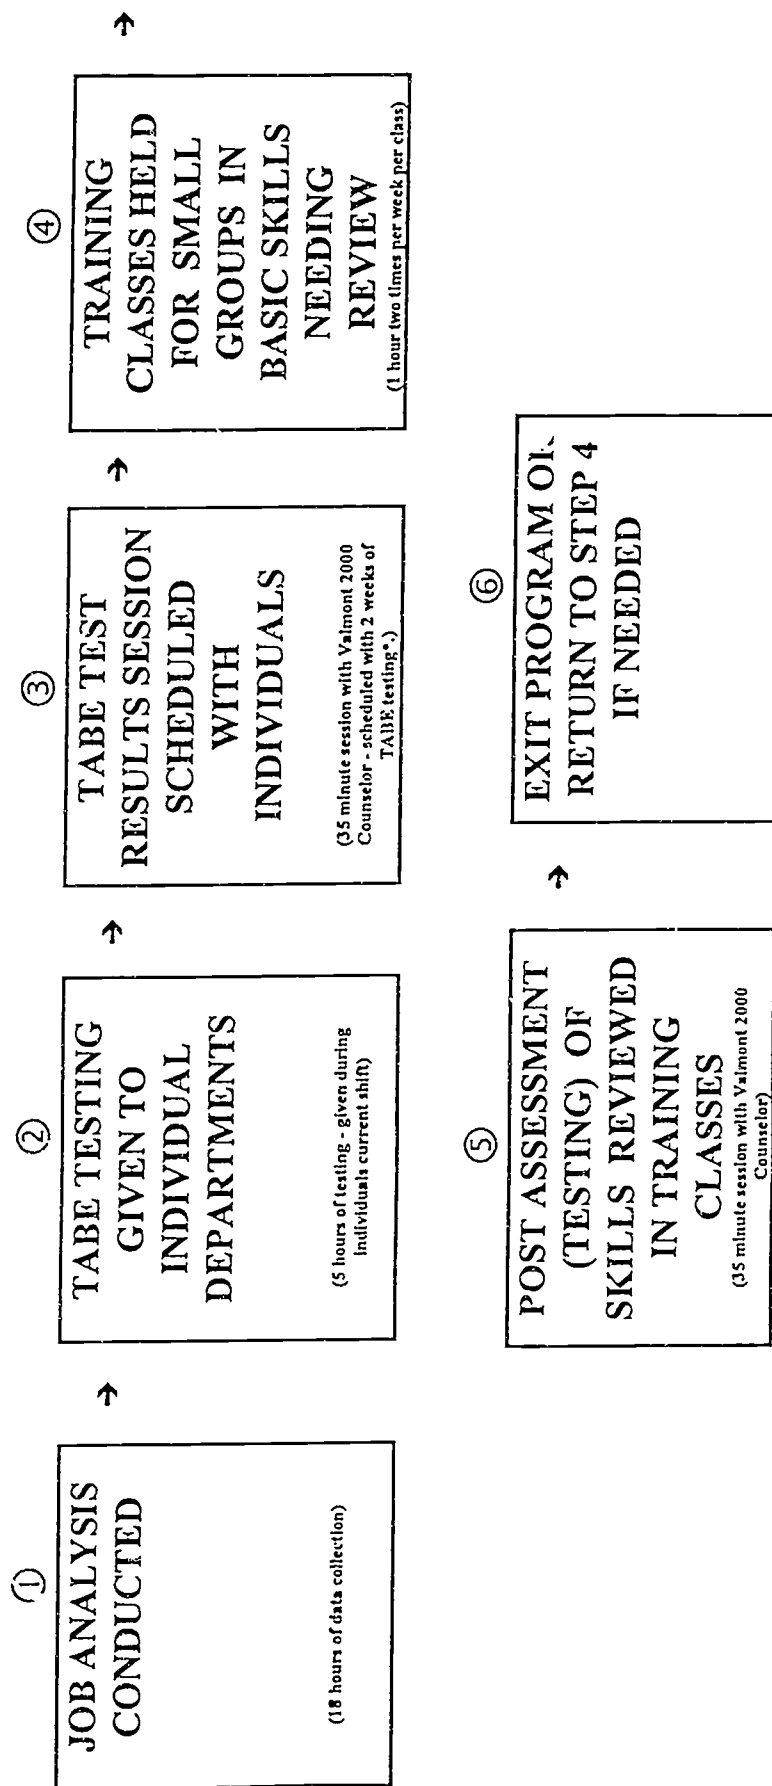 ①
JOB ANALYSIS
CONDUCTED
(18 hours of data collection)
→
②
TABE TESTING
GIVEN TO
INDIVIDUAL
DEPARTMENTS
(5 hours of testing - given during
individuals current shift)
→
③
TABE TEST
RESULTS SESSION
SCHEDULED
WITH
INDIVIDUALS
(35 minute session with Valmont 2000
Counselor - scheduled with 2 weeks of
TABE testing*.)
→
④
TRAINING
CLASSES HELD
FOR SMALL
GROUPS IN
BASIC SKILLS
NEEDING
REVIEW
(1 hour two times per week per class)
→
⑤
POST ASSESSMENT
(TESTING) OF
SKILLS REVIEWED
IN TRAINING
CLASSES
(35 minute session with Valmont 2000
Counselor)
→
⑥
EXIT PROGRAM OR
RETURN TO STEP 4
IF NEEDED